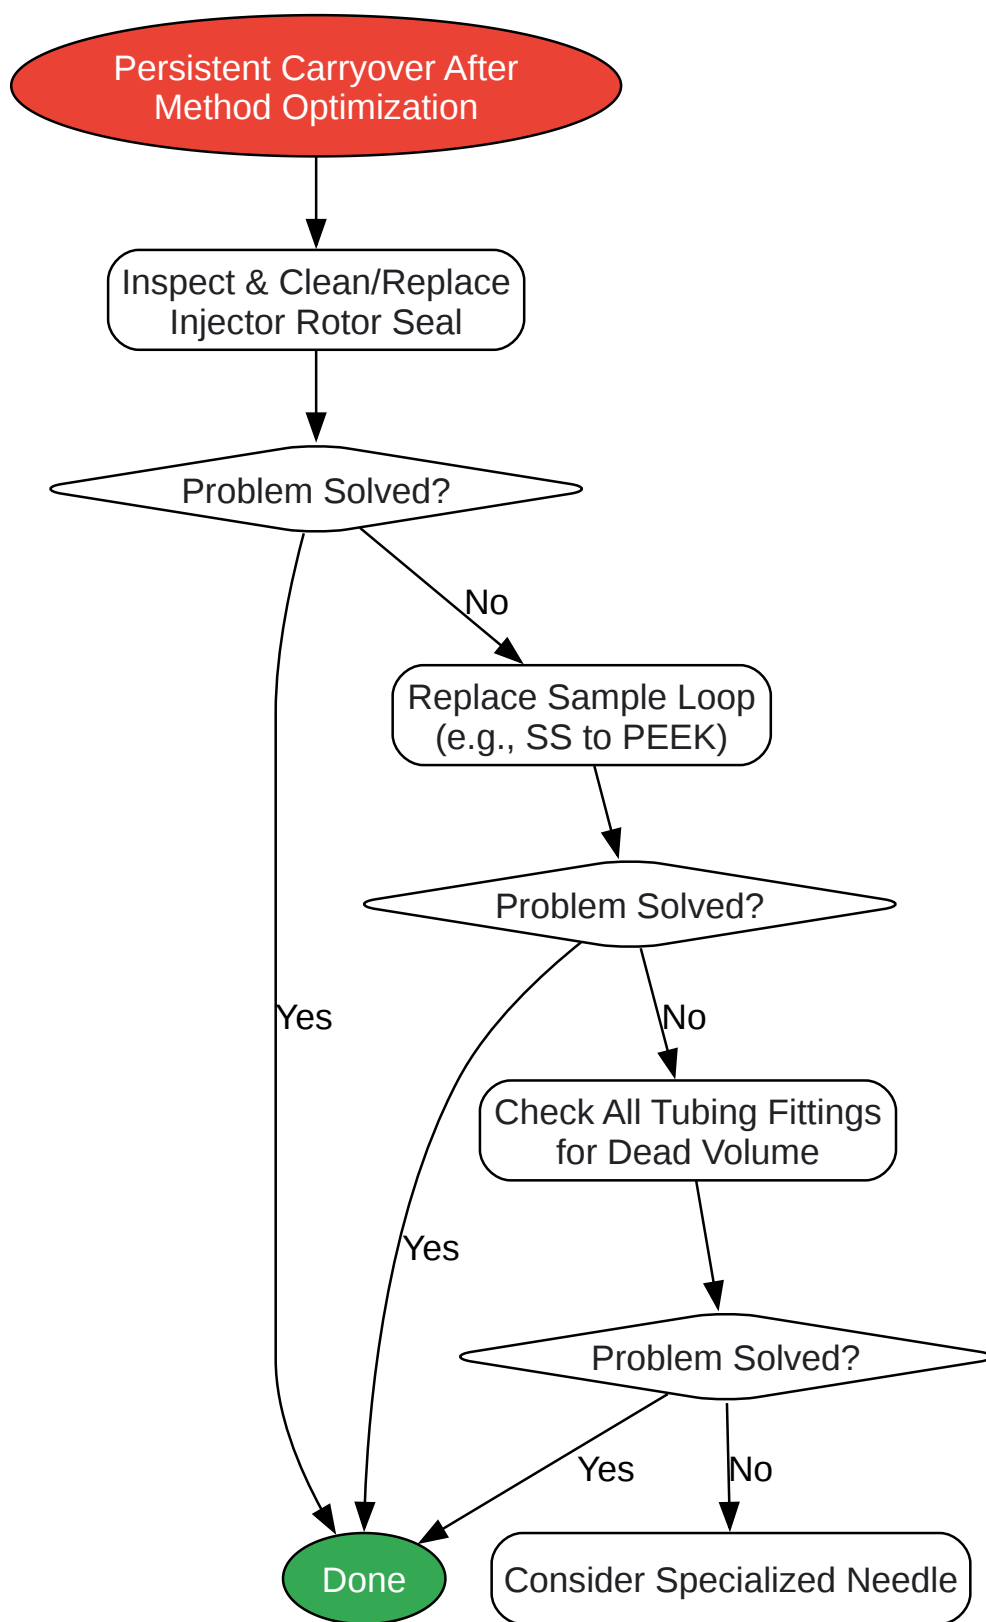 Persistent Carryover After
Method Optimization
Inspect & Clean/Replace
Injector Rotor Seal
Problem Solved?
No
Replace Sample Loop
(e.g., SS to PEEK)
Problem Solved?
Yes
No
Check All Tubing Fittings
for Dead Volume
Yes
Problem Solved?
Yes
No
Done
Consider Specialized Needle